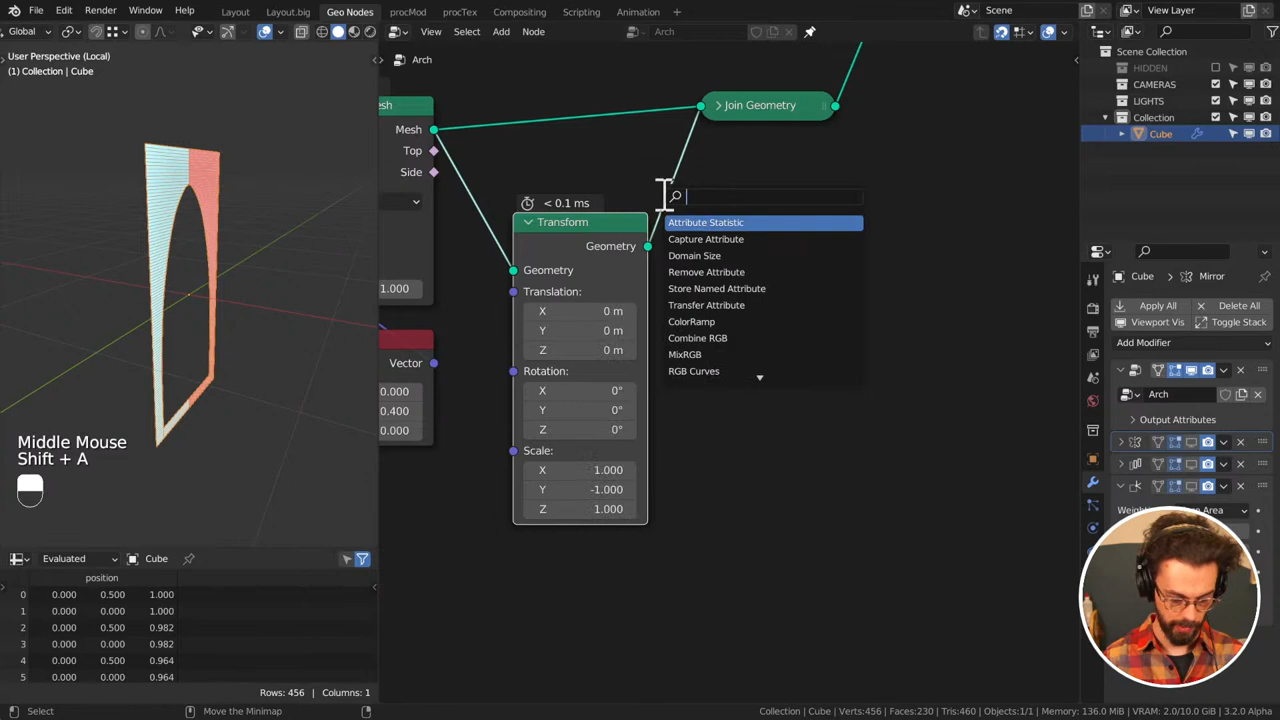 File Edit Render Window Help Layout Layout.big Geo Nodes procMod procTex Compositing Scripting Animation + Scene View Layer
Global View Select Add Node Arch
User Perspective (Local)
(1) Collection | Cube
Arch
Scene Collection
HIDDEN
CAMERAS
LIGHTS
Collection
Cube
esh
Mesh
Top
Side
1.000
Join Geometry
< 0.1 ms
Transform
Geometry
Geometry
Translation:
X 0 m
Y 0 m
Z 0 m
Rotation:
X 0°
Y 0°
Z 0°
Scale:
X 1.000
Y -1.000
Z 1.000
Vector
0.000
0.400
0.000
Attribute Statistic
Capture Attribute
Domain Size
Remove Attribute
Store Named Attribute
Transfer Attribute
ColorRamp
Combine RGB
MixRGB
RGB Curves
Cube > Mirror
Apply All Delete All
Viewport Vis Toggle Stack
Add Modifier
Arch
Output Attributes
Middle Mouse
Shift + A
Evaluated Cube
position
0 0.000 0.500 1.000
1 0.000 0.000 1.000
2 0.000 0.500 0.982
3 0.000 0.000 0.982
4 0.000 0.500 0.964
5 0.000 0.000 0.964
Rows: 456 | Columns: 1
Select Move the Minimap
Collection | Cube | Verts:456 | Faces:230 | Tris:460 | Objects:1/1 | Memory: 136.0 MiB | VRAM: 2.0/10.0 GiB | 3.2.0 Alpha